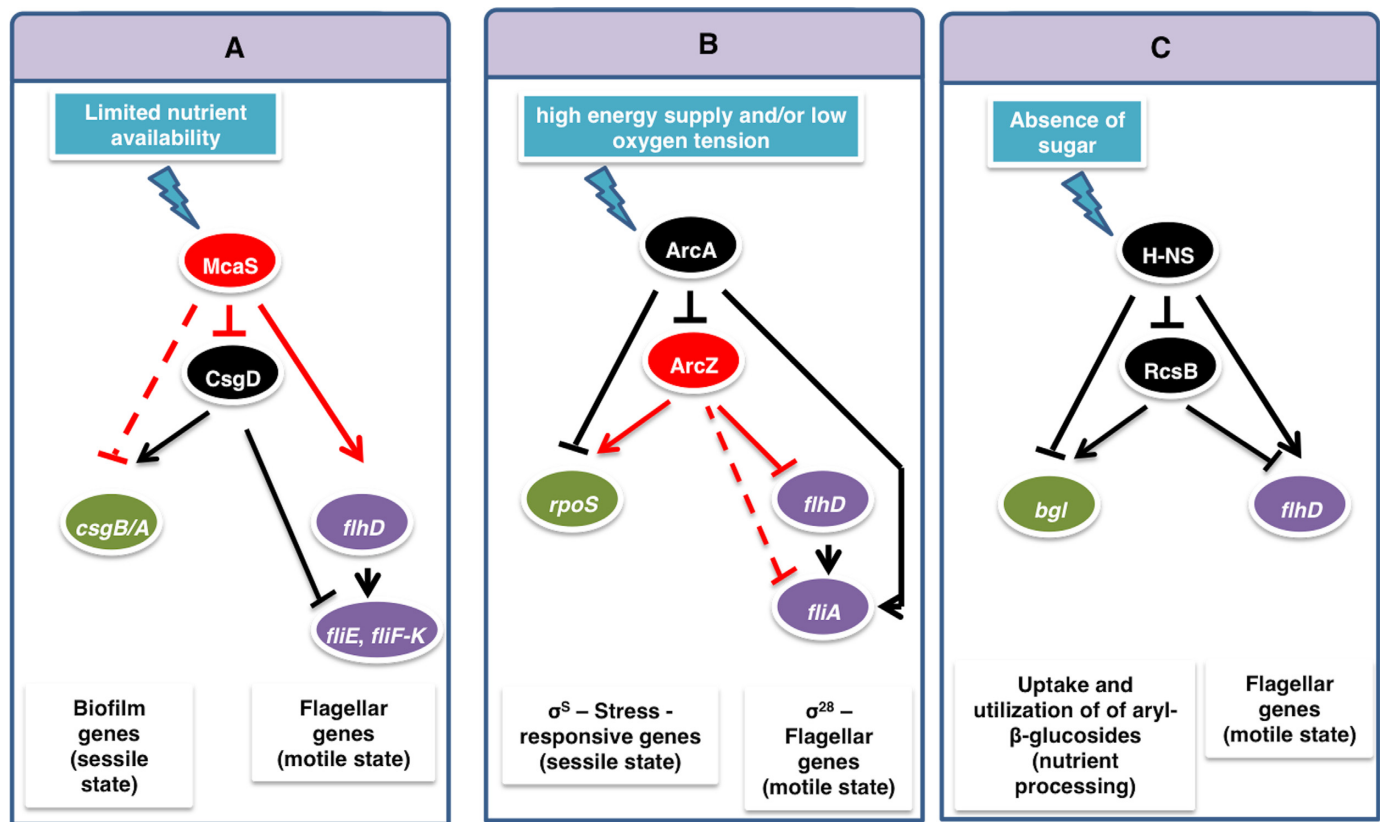 A
Limited nutrient
availability
McaS
CsgD
csgB/A
flhD
fliE, fliF-K
Biofilm
genes
(sessile
state)
Flagellar
genes
(motile state)
B
high energy supply and/or low
oxygen tension
ArcA
ArcZ
rpoS
flhD
fliA
σS – Stress -
responsive genes
(sessile state)
σ28 –
Flagellar
genes
(motile state)
C
Absence of
sugar
H-NS
RcsB
bgl
flhD
Uptake and
utilization of of aryl-
β-glucosides
(nutrient
processing)
Flagellar
genes
(motile state)